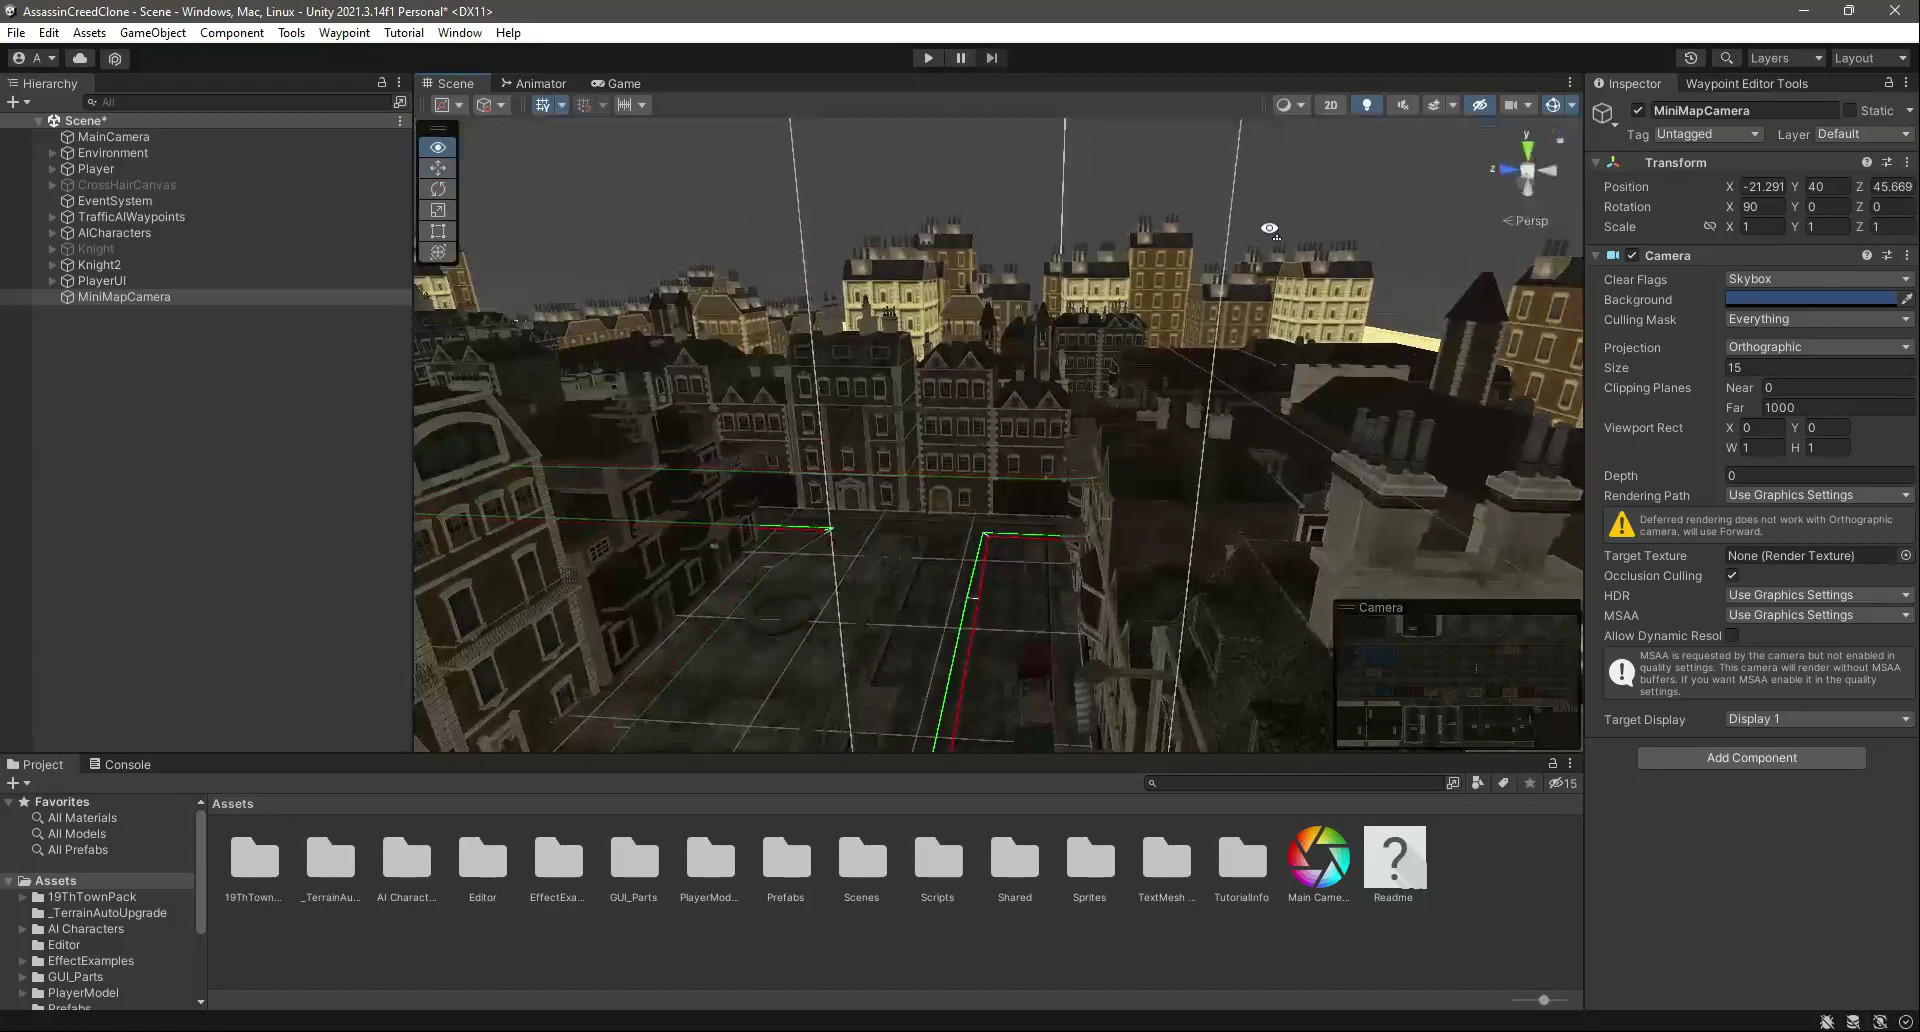 AssassinCreedClone - Scene - Windows, Mac, Linux - Unity 2021.3.14f1 Personal* <DX11>
File Edit Assets GameObject Component Tools Waypoint Tutorial Window Help
A
Layers
Layout
Hierarchy
All
Scene*
MainCamera
Environment
Player
CrossHairCanvas
EventSystem
TrafficAIWaypoints
AICharacters
Knight
Knight2
PlayerUI
MiniMapCamera
Scene
Animator
Game
2D
y
z
Persp
Camera
Inspector
Waypoint Editor Tools
MiniMapCamera
Static
Tag Untagged
Layer Default
Transform
Position X -21.291 Y 40 Z 45.669
Rotation X 90 Y 0 Z 0
Scale X 1 Y 1 Z 1
Camera
Clear Flags Skybox
Background
Culling Mask Everything
Projection Orthographic
Size 15
Clipping Planes Near 0
Far 1000
Viewport Rect X 0 Y 0
W 1 H 1
Depth 0
Rendering Path Use Graphics Settings
Deferred rendering does not work with Orthographic
camera, will use Forward.
Target Texture None (Render Texture)
Occlusion Culling
HDR Use Graphics Settings
MSAA Use Graphics Settings
Allow Dynamic Resol
MSAA is requested by the camera but not enabled in
quality settings. This camera will render without MSAA
buffers. If you want MSAA enable it in the quality
settings.
Target Display Display 1
Add Component
Project
Console
15
Favorites
All Materials
All Models
All Prefabs
Assets
19ThTownPack
_TerrainAutoUpgrade
AI Characters
Editor
EffectExamples
GUI_Parts
PlayerModel
Prefabs
Assets
19ThTown...
_TerrainAu...
AI Charact...
Editor
EffectExa...
GUI_Parts
PlayerMod...
Prefabs
Scenes
Scripts
Shared
Sprites
TextMesh ...
TutorialInfo
Main Came...
Readme